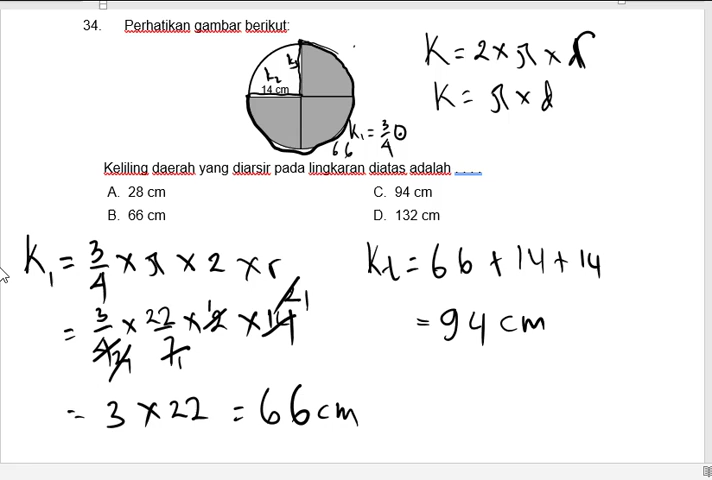 34. Perhatikan gambar berikut:
K = 2 × π × r
K = π × d
k₃
k₂
14 cm
K₁ = 3/4 O
66
Keliling daerah yang diarsir pada lingkaran diatas adalah . . . .
A. 28 cm
C. 94 cm
B. 66 cm
D. 132 cm
K₁ = 3/4 × π × 2 × r
= 3/4 × 22/7 × 2 × 14
= 3 × 22 = 66 cm
Kt = 66 + 14 + 14
= 94 cm